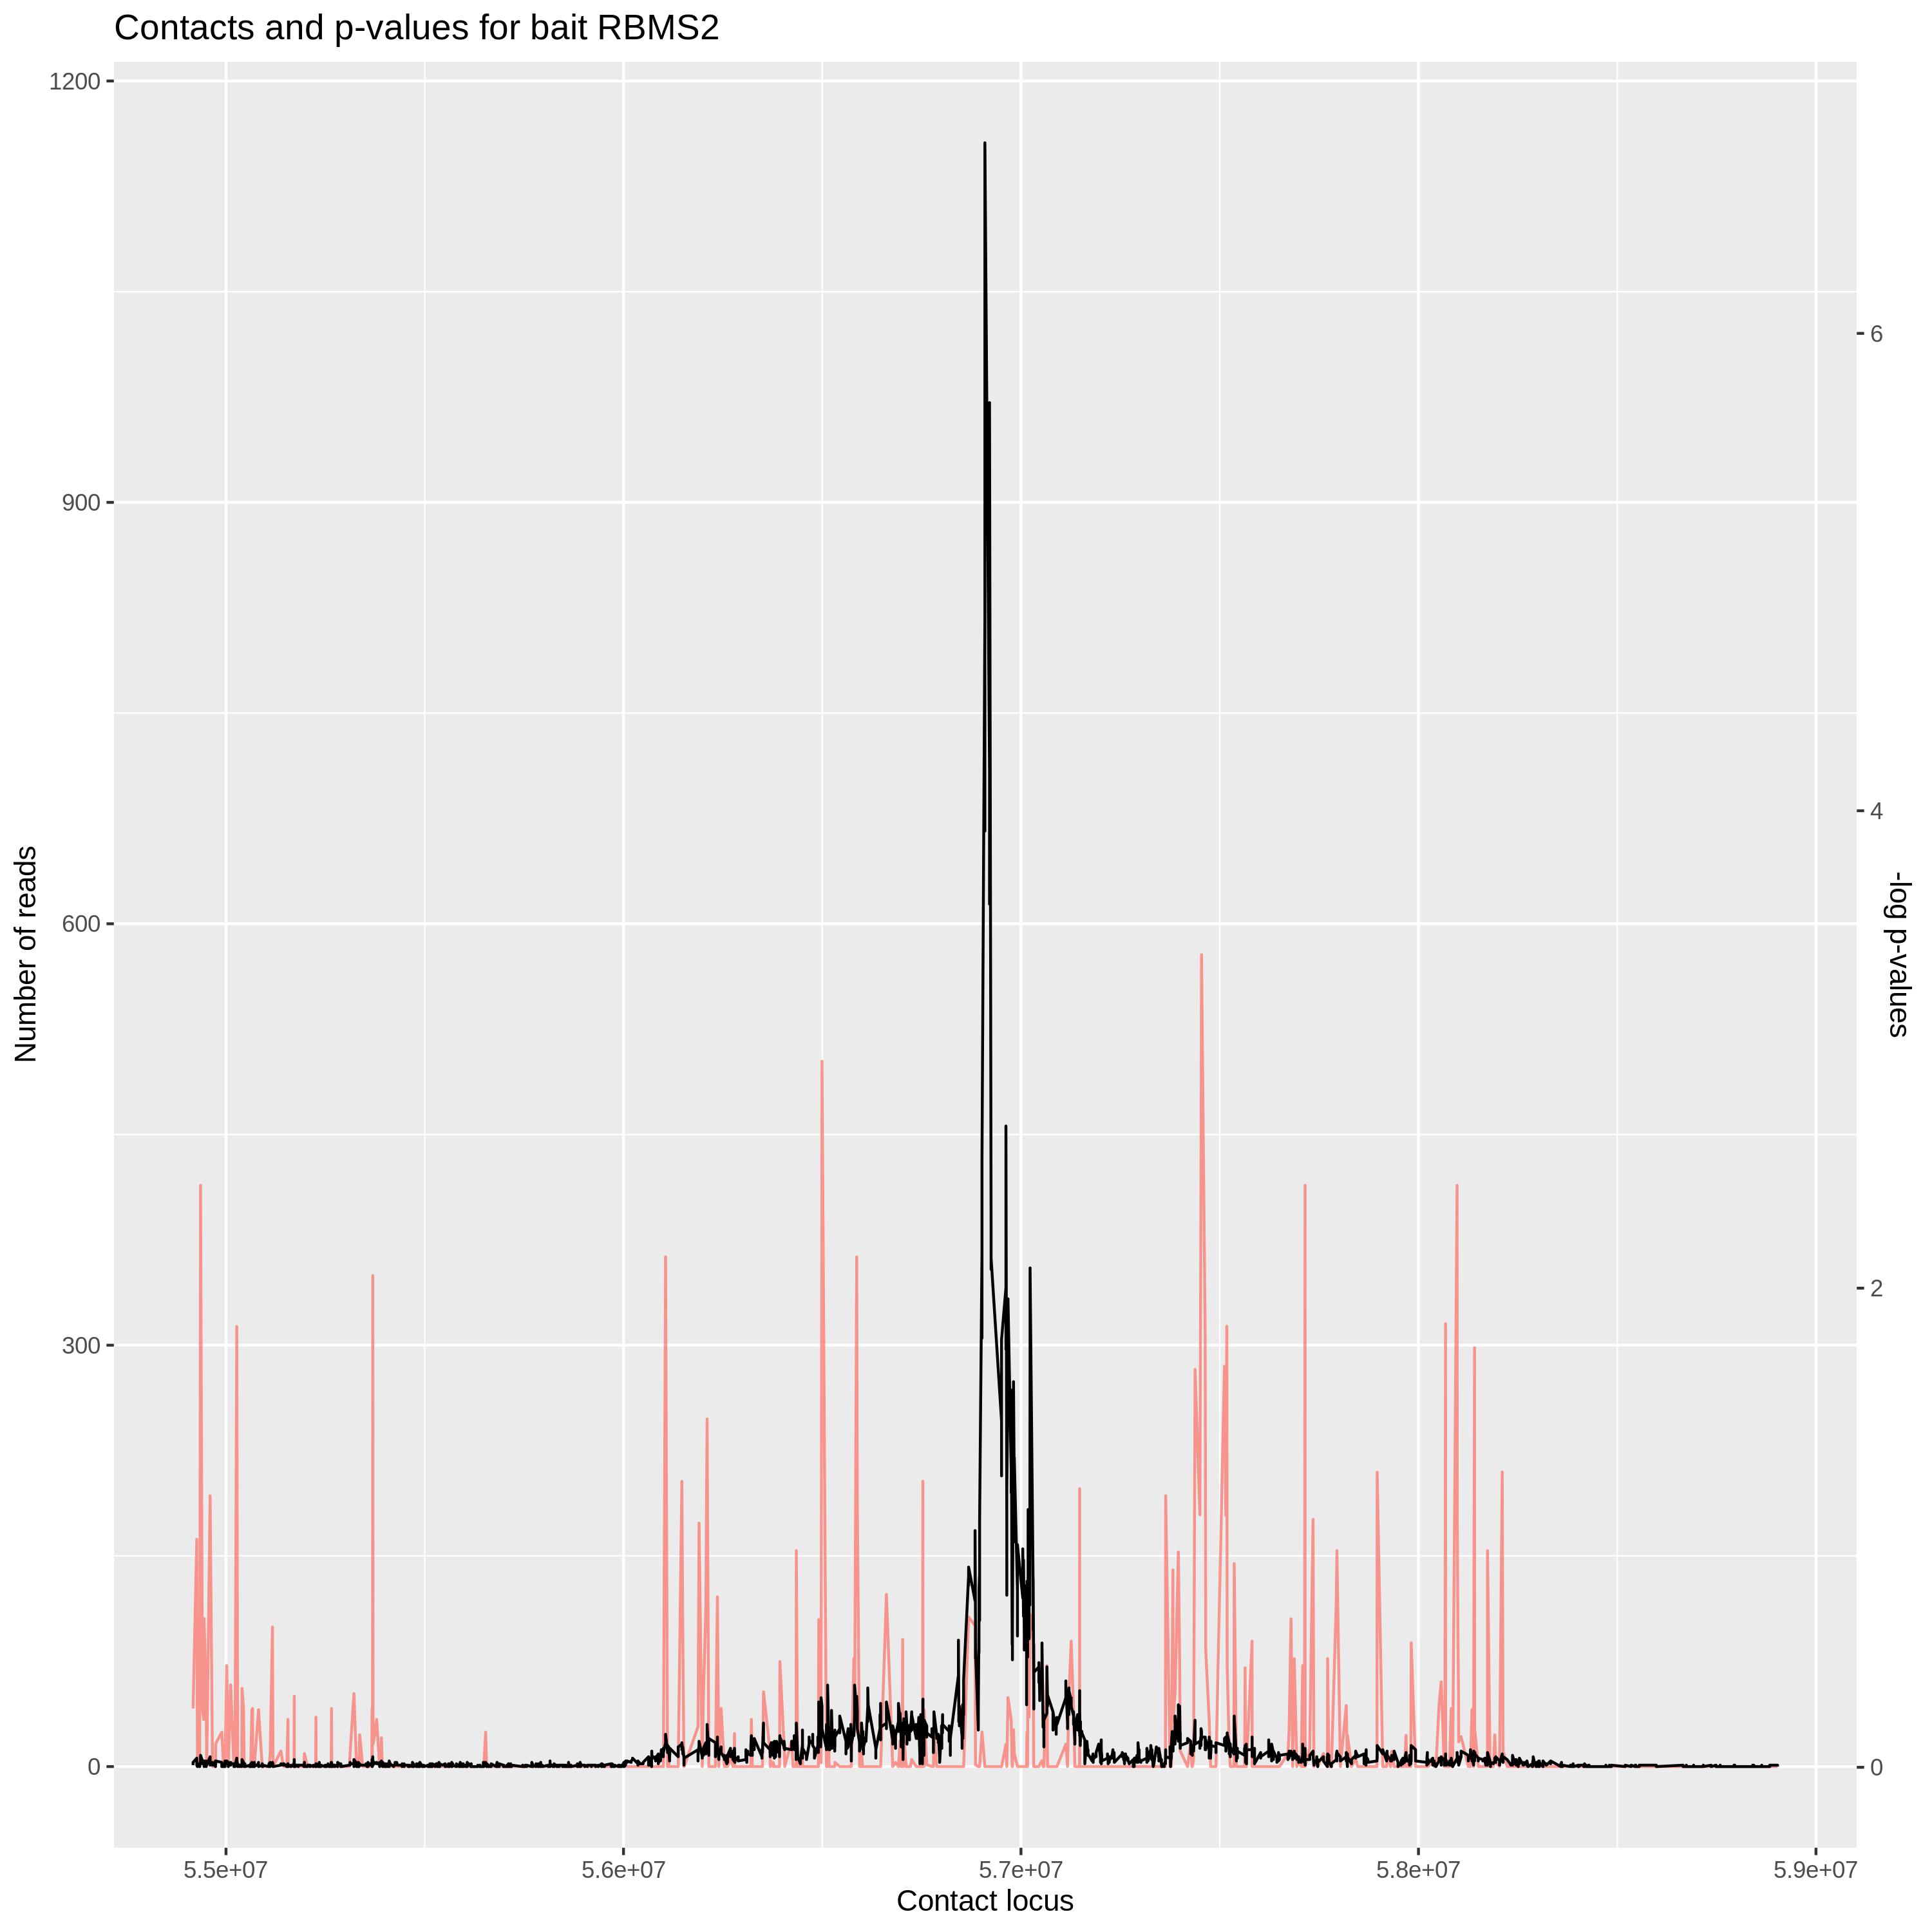 Contacts and p-values for bait RBMS2
1200
900
600
300
0
Number of reads
6
4
2
0
-log p-values
5.5e+07
5.6e+07
5.7e+07
5.8e+07
5.9e+07
Contact locus